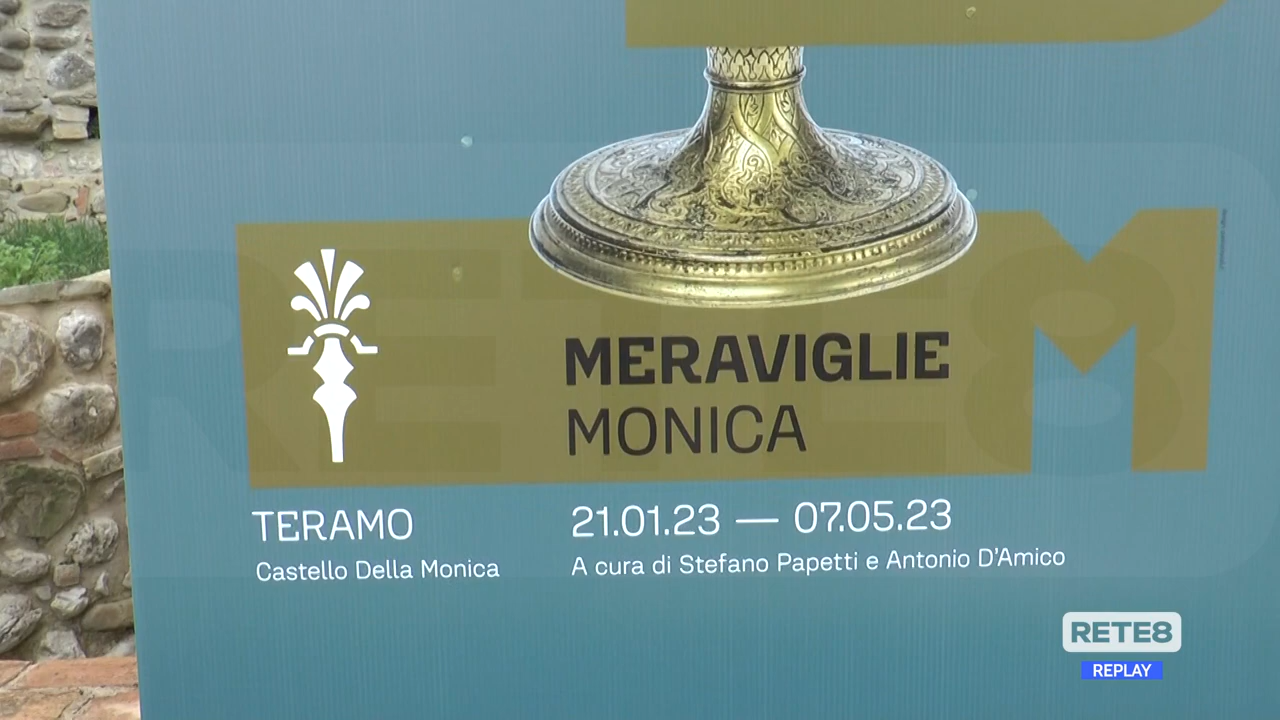 MERAVIGLIE
MONICA
TERAMO
21.01.23 — 07.05.23
Castello Della Monica
A cura di Stefano Papetti e Antonio D'Amico
RETE8
REPLAY